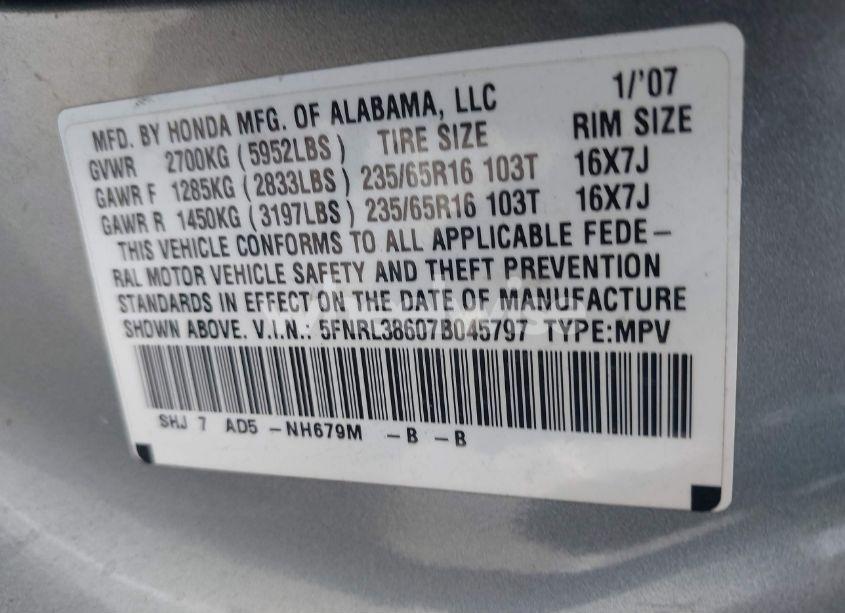 MFD. BY HONDA MFG. OF ALABAMA, LLC 1/'07
GVWR 2700KG (5952LBS) TIRE SIZE RIM SIZE
GAWR F 1285KG (2833LBS) 235/65R16 103T 16X7J
GAWR R 1450KG (3197LBS) 235/65R16 103T 16X7J
THIS VEHICLE CONFORMS TO ALL APPLICABLE FEDE-
RAL MOTOR VEHICLE SAFETY AND THEFT PREVENTION
STANDARDS IN EFFECT ON THE DATE OF MANUFACTURE
SHOWN ABOVE. V.I.N.: 5FNRL38607B045797 TYPE:MPV
SHJ 7 AD5 -NH679M -B -B